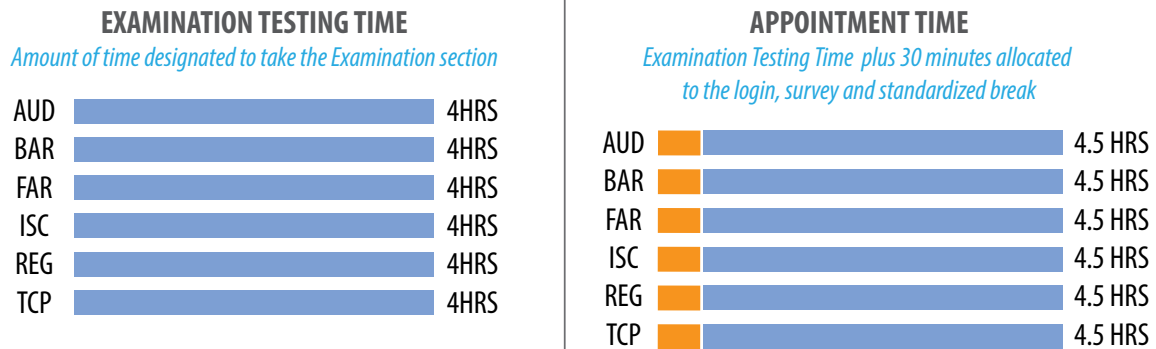 EXAMINATION TESTING TIME
Amount of time designated to take the Examination section
AUD 4HRS
BAR 4HRS
FAR 4HRS
ISC 4HRS
REG 4HRS
TCP 4HRS
APPOINTMENT TIME
Examination Testing Time plus 30 minutes allocated
to the login, survey and standardized break
AUD 4.5 HRS
BAR 4.5 HRS
FAR 4.5 HRS
ISC 4.5 HRS
REG 4.5 HRS
TCP 4.5 HRS